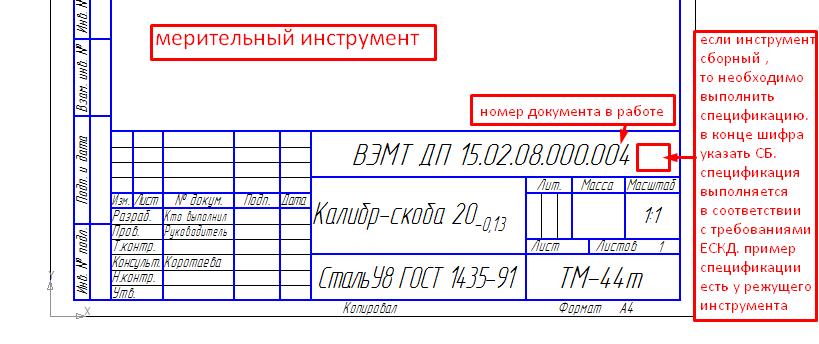 мерительный инструмент
если инструмент
сборный ,
то необходимо
выполнить
спецификацию.
в конце шифра
указать СБ.
спецификация
выполняется
в соответствии
с требованиями
ЕСКД. пример
спецификации
есть у режущего
инструмента
номер документа в работе
ВЭМТ ДП 15.02.08.000.004
Лит. Масса Масштаб
Изм. Лист № докум. Подп. Дата
Разраб. Кто выполнил
Пров. Руководитель
Т.контр.
Консульт. Коротаева
Н.контр.
Утв.
Калибр-скоба 20-0,13
1:1
Лист Листов 1
СтальУ8 ГОСТ 1435-91
ТМ-44т
Копировал Формат А4
Инв. №
Взам. инв. №
Подп. и дата
Инв. № подп.
Y
X